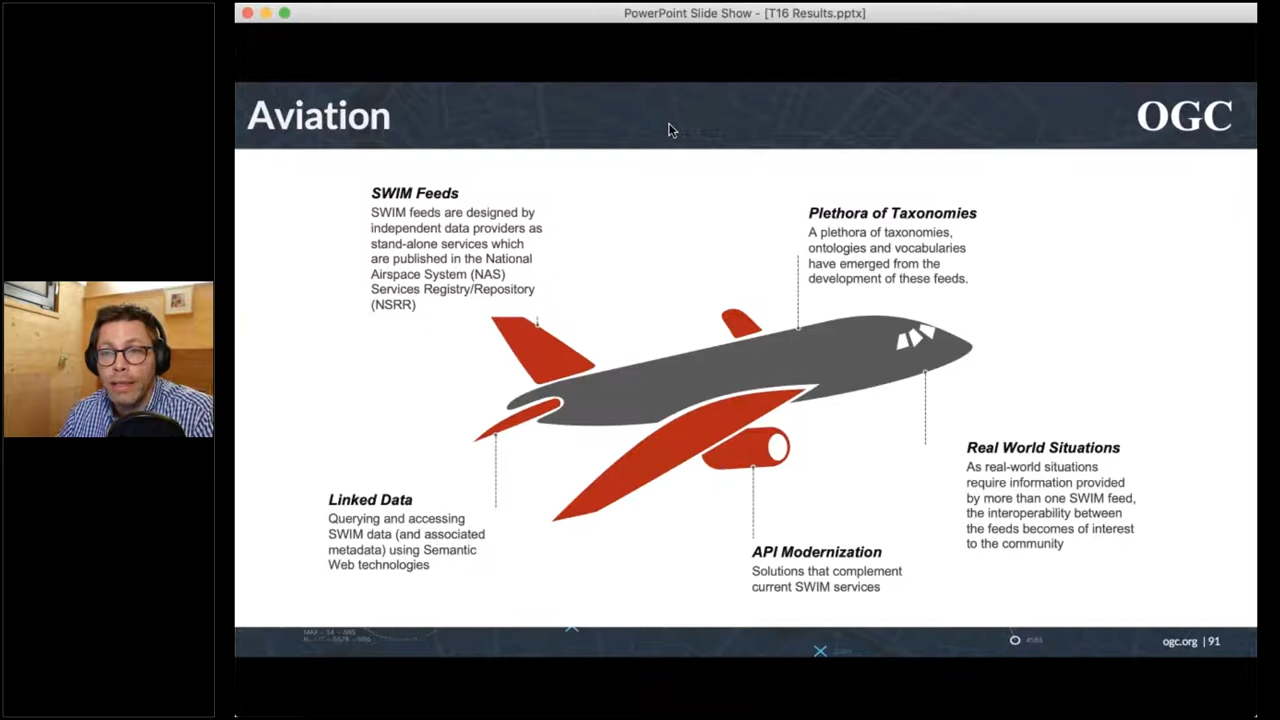 PowerPoint Slide Show - [T16 Results.pptx]
Aviation
OGC
SWIM Feeds
SWIM feeds are designed by
independent data providers as
stand-alone services which
are published in the National
Airspace System (NAS)
Services Registry/Repository
(NSRR)
Plethora of Taxonomies
A plethora of taxonomies,
ontologies and vocabularies
have emerged from the
development of these feeds.
Real World Situations
As real-world situations
require information provided
by more than one SWIM feed,
the interoperability between
the feeds becomes of interest
to the community
Linked Data
Querying and accessing
SWIM data (and associated
metadata) using Semantic
Web technologies
API Modernization
Solutions that complement
current SWIM services
ogc.org | 91